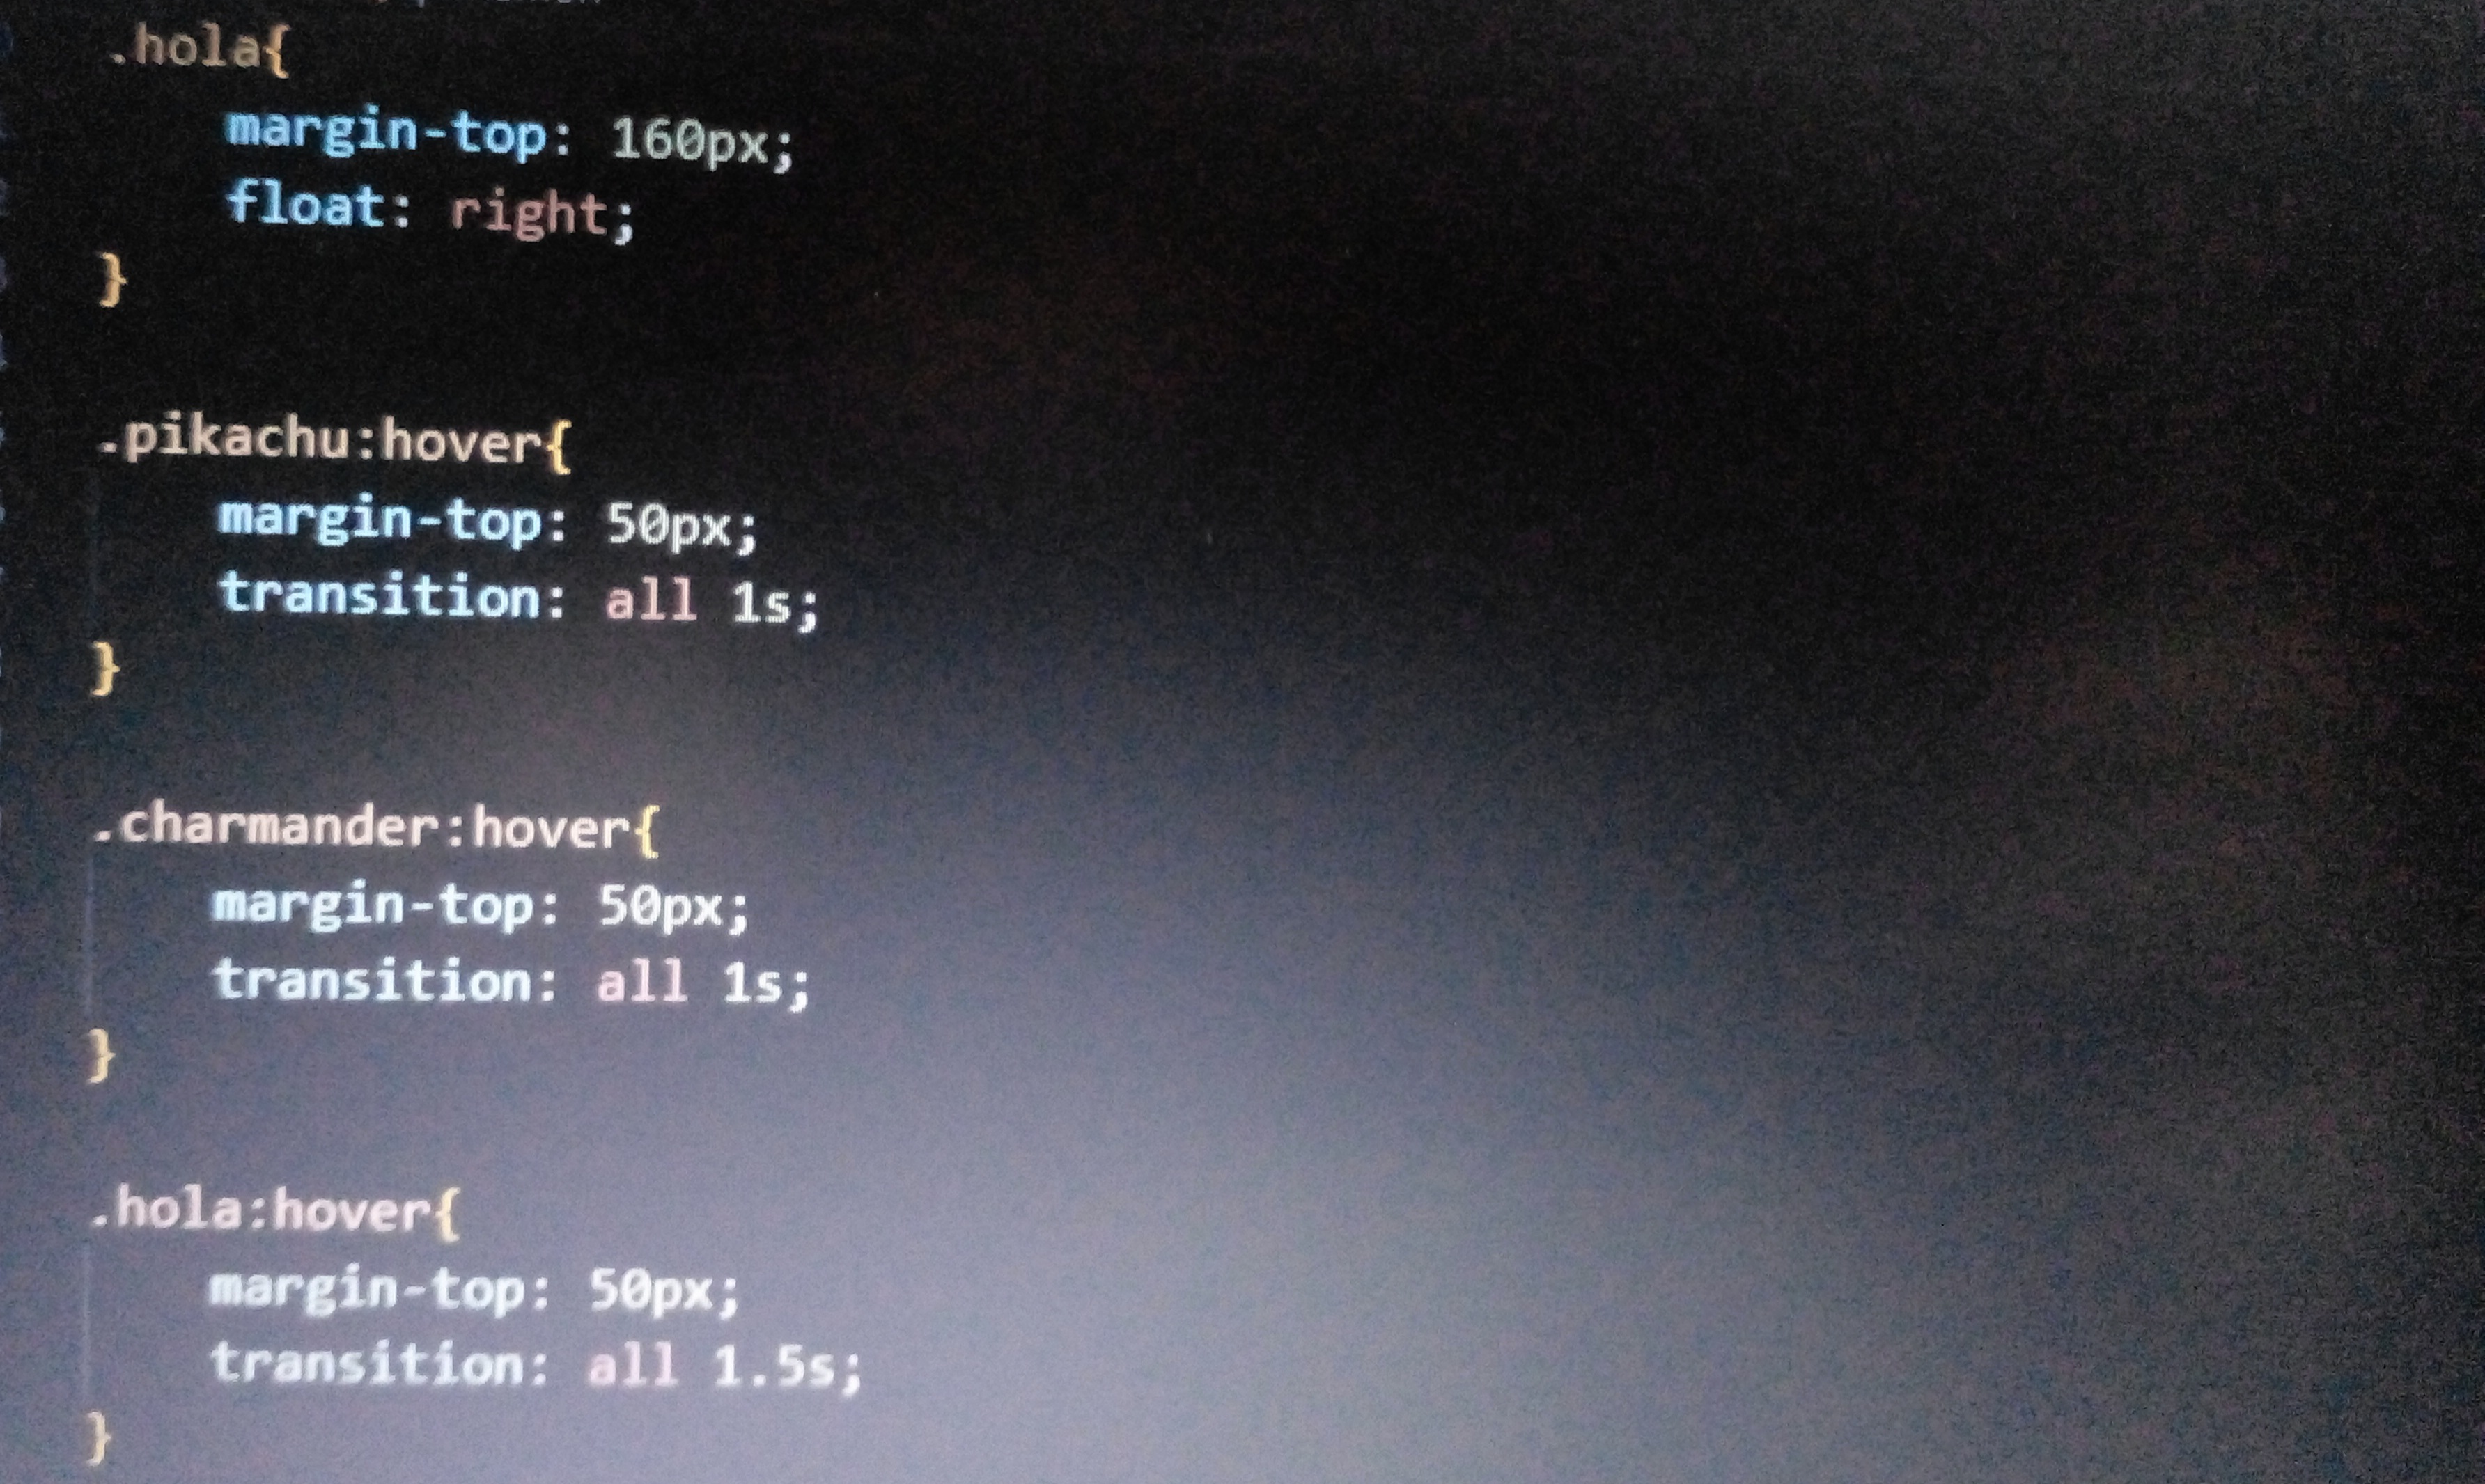 .hola{
margin-top: 160px;
float: right;
}
.pikachu:hover{
margin-top: 50px;
transition: all 1s;
}
.charmander:hover{
margin-top: 50px;
transition: all 1s;
}
.hola:hover{
margin-top: 50px;
transition: all 1.5s;
}